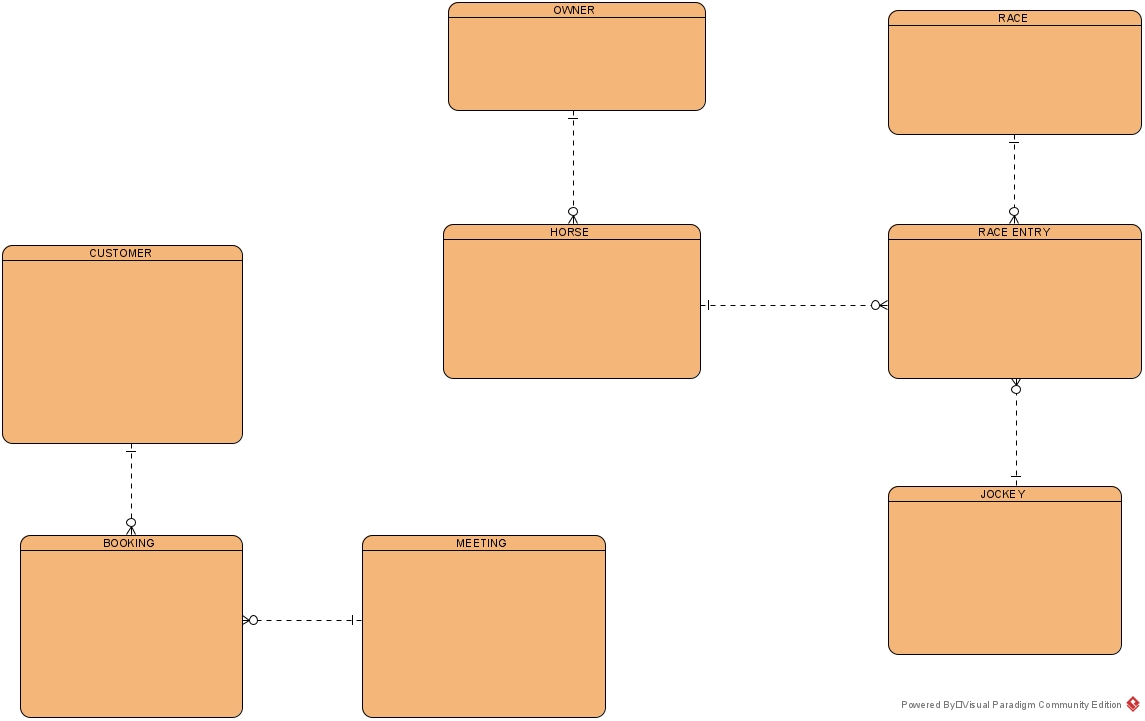 OWNER
RACE
HORSE
RACE ENTRY
CUSTOMER
JOCKEY
BOOKING
MEETING
Powered By□Visual Paradigm Community Edition